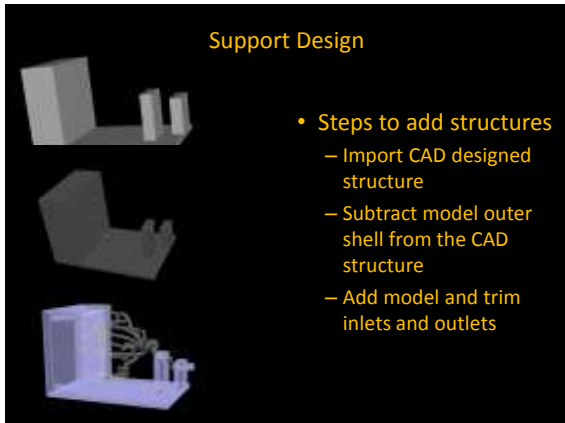 Support Design
• Steps to add structures
– Import CAD designed
structure
– Subtract model outer
shell from the CAD
structure
– Add model and trim
inlets and outlets